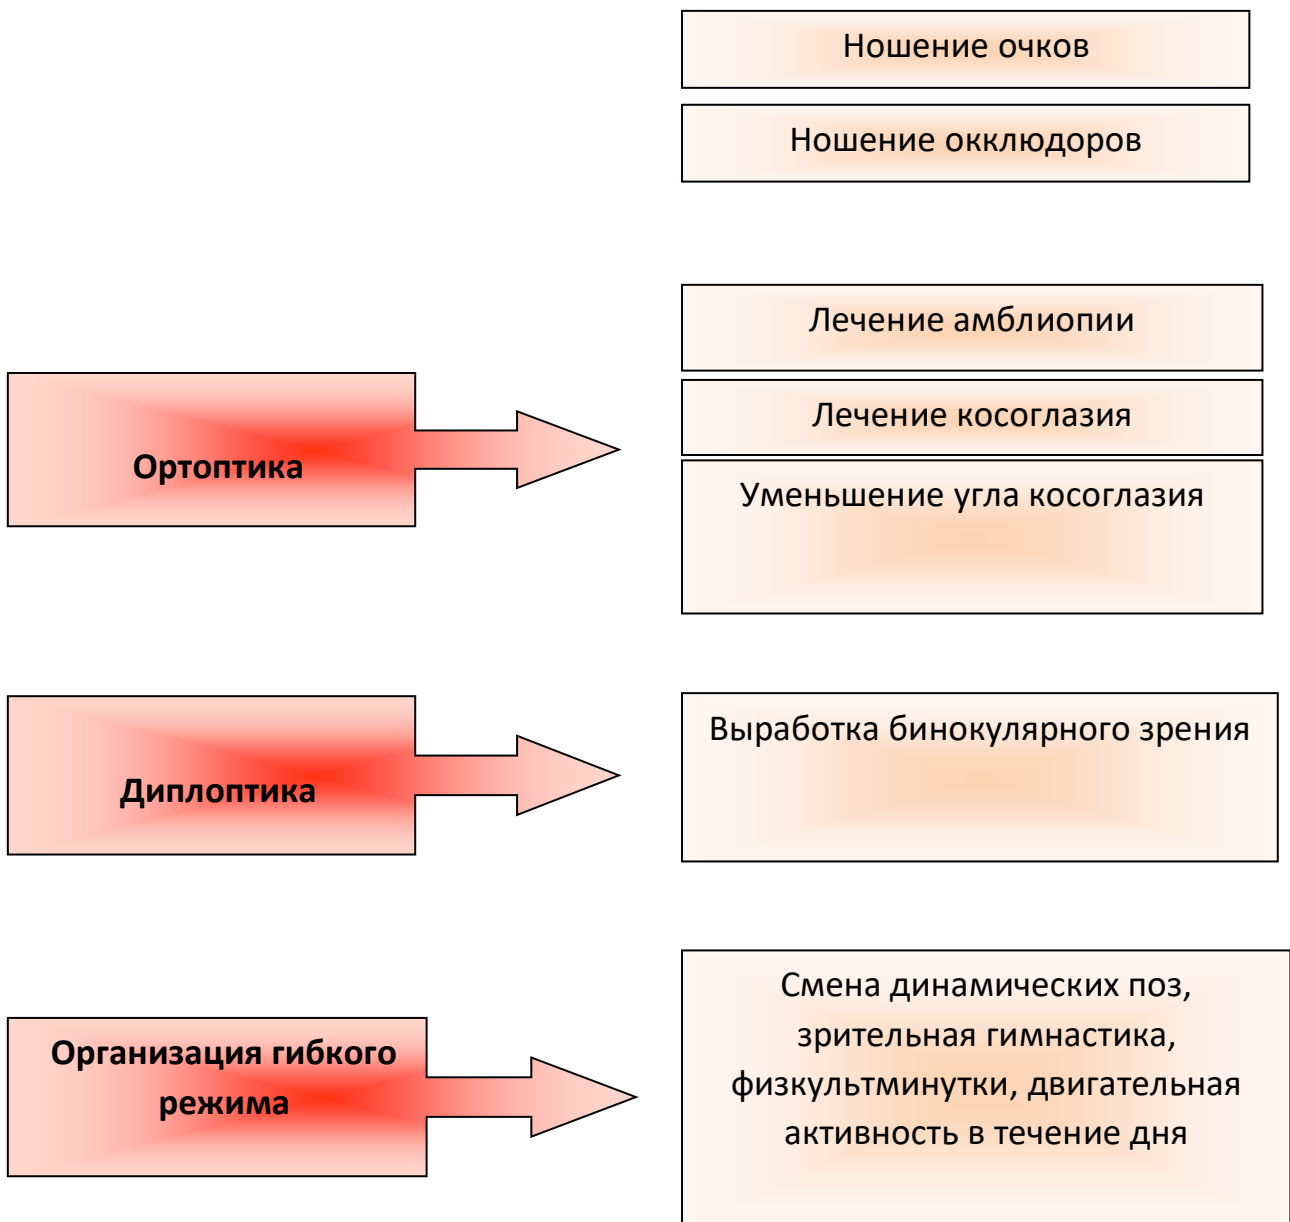 Ношение очков
Ношение окклюдоров
Лечение амблиопии
Лечение косоглазия
Ортоптика
Уменьшение угла косоглазия
Диплоптика
Выработка бинокулярного зрения
Организация гибкого
режима
Смена динамических поз,
зрительная гимнастика,
физкультминутки, двигательная
активность в течение дня